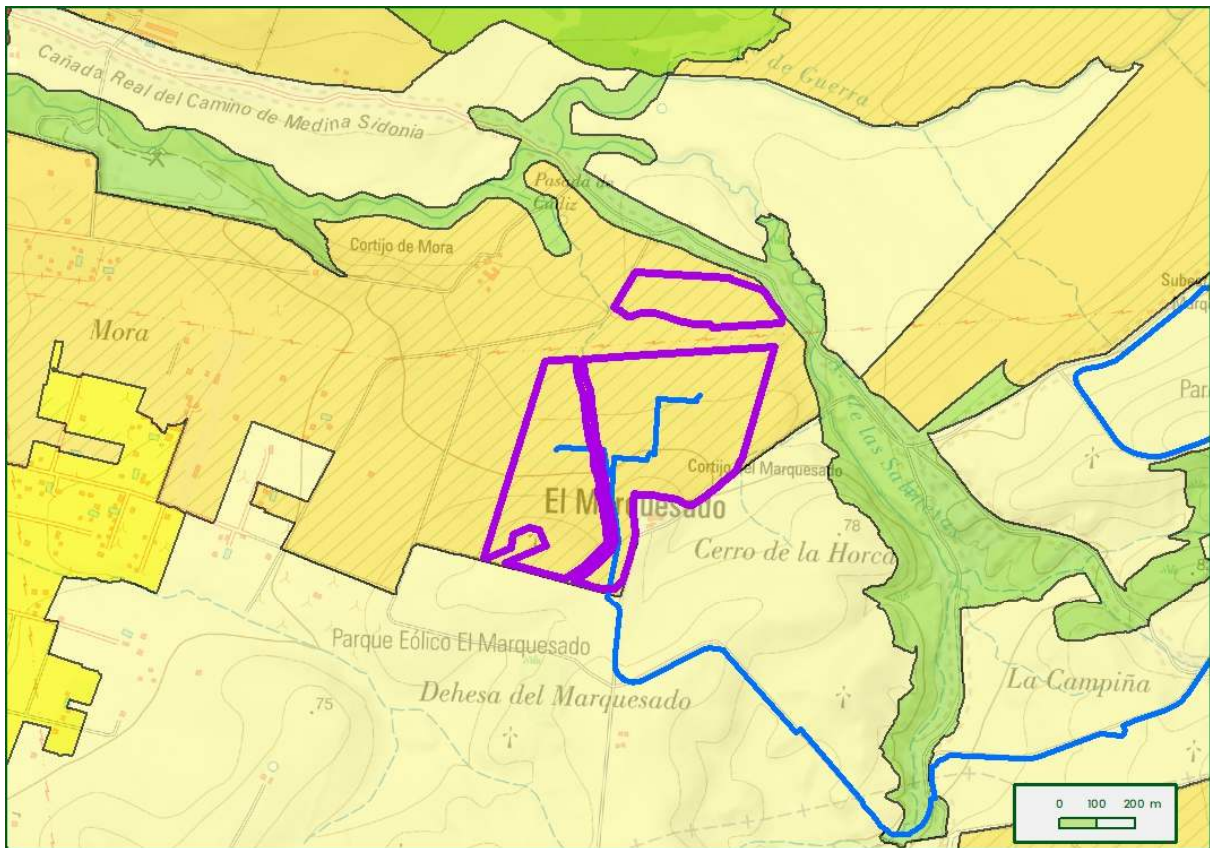 Cañada Real del Camino de Medina Sidonia
de Guerra
Pasada de
Cádiz
Cortijo de Mora
Mora
Cortijo del Marquesado
El Marquesado
78
Cerro de la Horca
de las
Parque Eólico El Marquesado
Dehesa del Marquesado
75
La Campiña
0 100 200 m